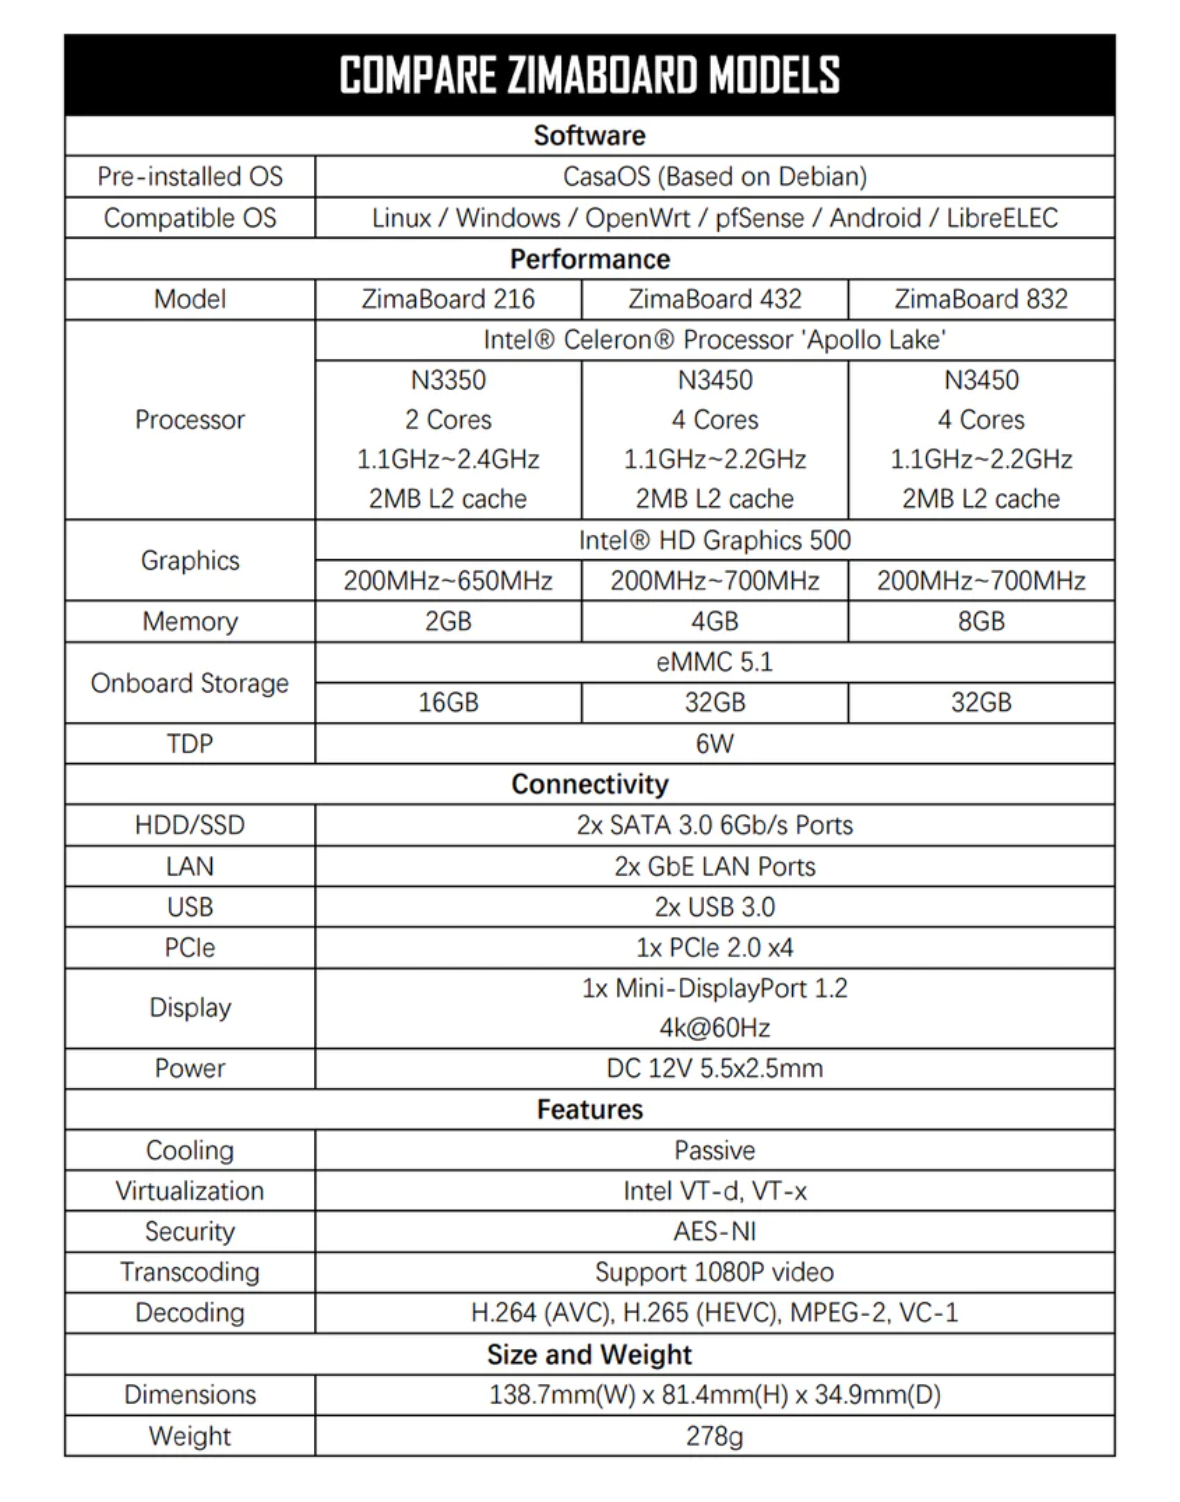 COMPARE ZIMABOARD MODELS
Software
Pre-installed OS CasaOS (Based on Debian)
Compatible OS Linux / Windows / OpenWrt / pfSense / Android / LibreELEC
Performance
Model ZimaBoard 216 ZimaBoard 432 ZimaBoard 832
Intel® Celeron® Processor 'Apollo Lake'
N3350 N3450 N3450
Processor 2 Cores 4 Cores 4 Cores
1.1GHz~2.4GHz 1.1GHz~2.2GHz 1.1GHz~2.2GHz
2MB L2 cache 2MB L2 cache 2MB L2 cache
Intel® HD Graphics 500
Graphics
200MHz~650MHz 200MHz~700MHz 200MHz~700MHz
Memory 2GB 4GB 8GB
eMMC 5.1
Onboard Storage
16GB 32GB 32GB
TDP 6W
Connectivity
HDD/SSD 2x SATA 3.0 6Gb/s Ports
LAN 2x GbE LAN Ports
USB 2x USB 3.0
PCIe 1x PCIe 2.0 x4
1x Mini-DisplayPort 1.2
Display
4k@60Hz
Power DC 12V 5.5x2.5mm
Features
Cooling Passive
Virtualization Intel VT-d, VT-x
Security AES-NI
Transcoding Support 1080P video
Decoding H.264 (AVC), H.265 (HEVC), MPEG-2, VC-1
Size and Weight
Dimensions 138.7mm(W) x 81.4mm(H) x 34.9mm(D)
Weight 278g